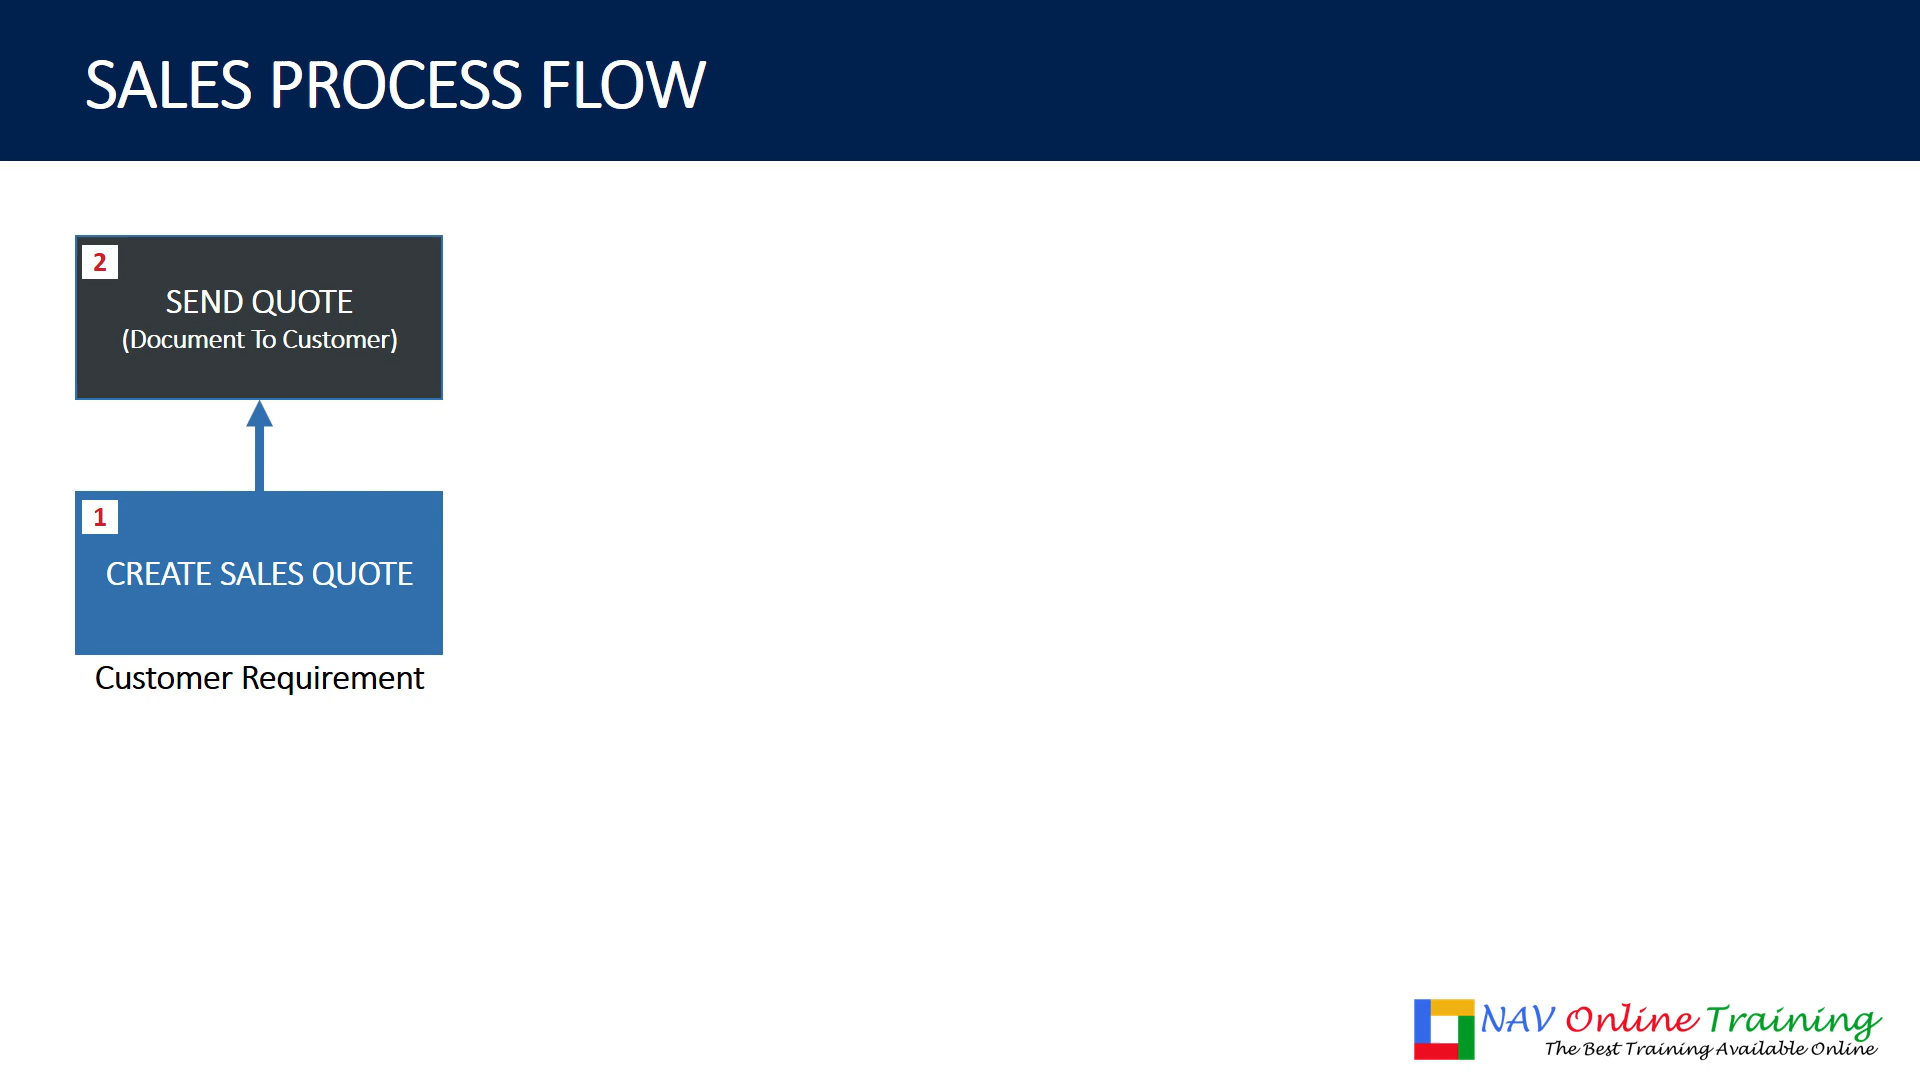 SALES PROCESS FLOW
2
SEND QUOTE
(Document To Customer)
1
CREATE SALES QUOTE
Customer Requirement
NAV Online Training
The Best Training Available Online